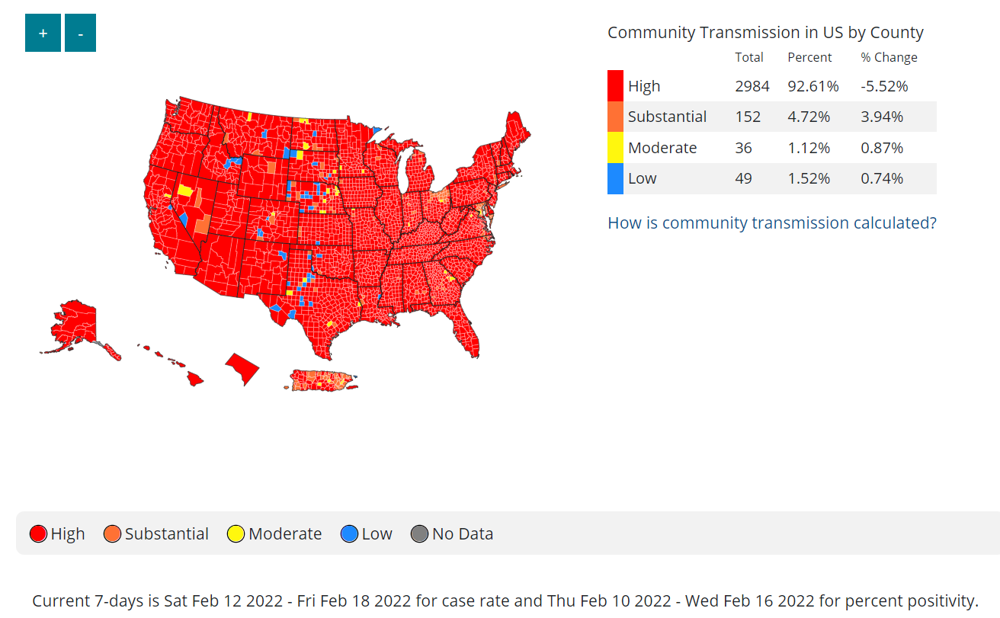 + -
Community Transmission in US by County
Total Percent % Change
High 2984 92.61% -5.52%
Substantial 152 4.72% 3.94%
Moderate 36 1.12% 0.87%
Low 49 1.52% 0.74%
How is community transmission calculated?
High Substantial Moderate Low No Data
Current 7-days is Sat Feb 12 2022 - Fri Feb 18 2022 for case rate and Thu Feb 10 2022 - Wed Feb 16 2022 for percent positivity.